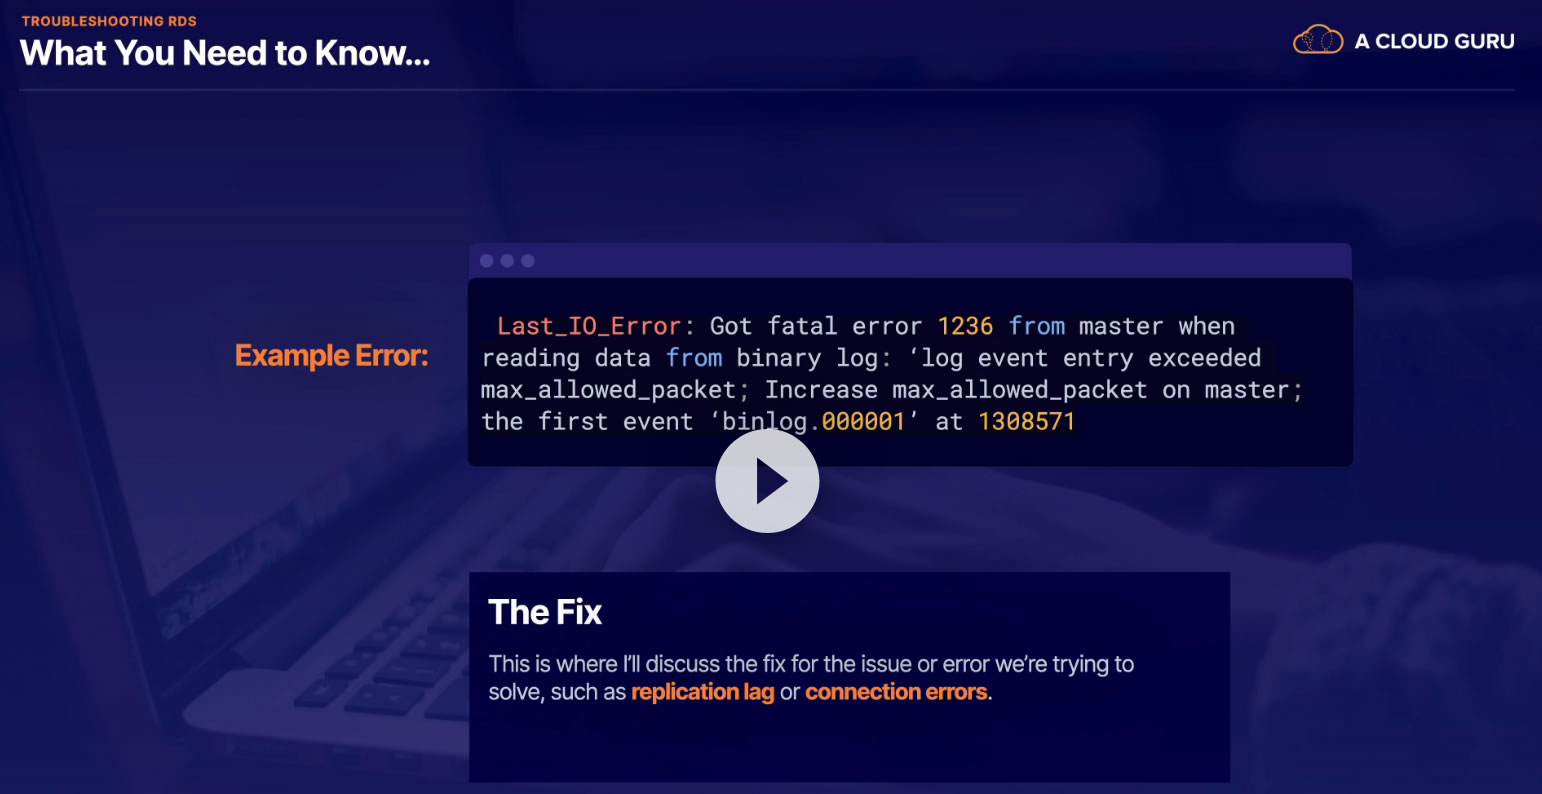 TROUBLESHOOTING RDS
What You Need to Know...
A CLOUD GURU
Example Error:
Last_IO_Error: Got fatal error 1236 from master when
reading data from binary log: ‘log event entry exceeded
max_allowed_packet; Increase max_allowed_packet on master;
the first event ‘binlog.000001’ at 1308571
The Fix
This is where I’ll discuss the fix for the issue or error we’re trying to
solve, such as replication lag or connection errors.